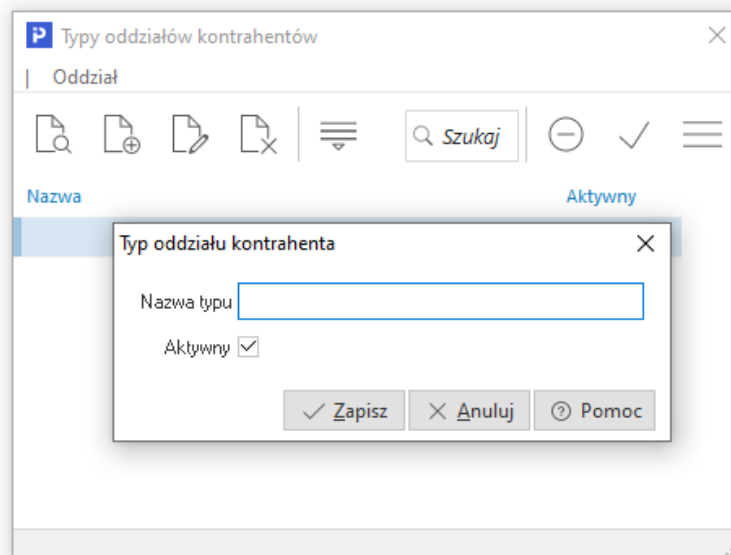 Typy oddziałów kontrahentów
| Oddział
Szukaj
Nazwa Aktywny
Typ oddziału kontrahenta
Nazwa typu
Aktywny
Zapisz Anuluj Pomoc